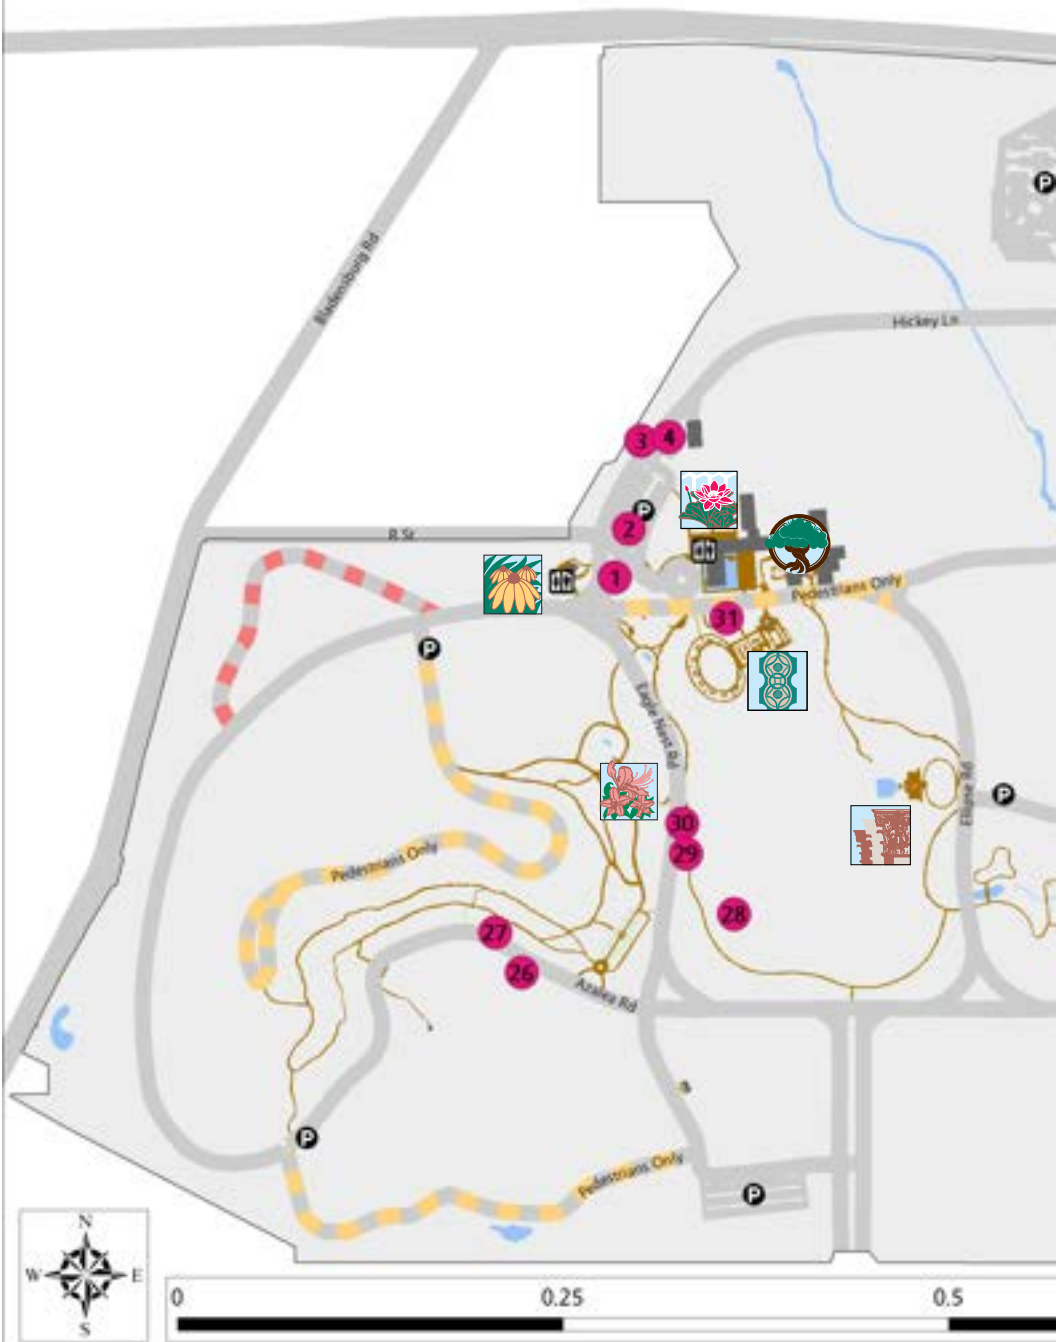 P
Bladensburg Rd
Hickey Ln
3
4
P
2
R St
1
Pedestrians Only
31
P
Eagle Nest Rd
Ellipse Rd
P
30
29
Pedestrians Only
28
27
26
Azalea Rd
P
Pedestrians Only
P
N
W E
S
0 0.25 0.5